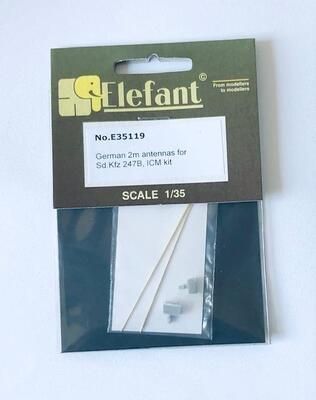 Elefant ©
From modellers
to modellers
No.E35119
German 2m antennas for
Sd.Kfz 247B, ICM kit
SCALE 1/35